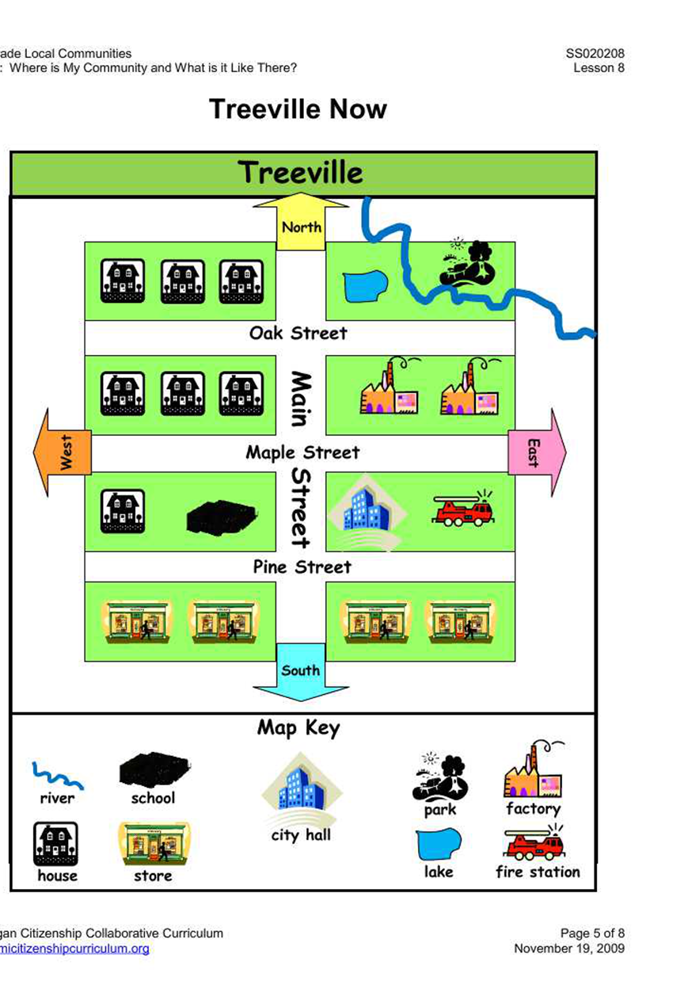 ade Local Communities
SS020208
: Where is My Community and What is it Like There?
Lesson 8
Treeville Now
Treeville
North
Oak Street
Main Street
West
Maple Street
East
Pine Street
South
Map Key
river
school
city hall
park
factory
house
store
lake
fire station
gan Citizenship Collaborative Curriculum
Page 5 of 8
micitizenshipcurriculum.org
November 19, 2009